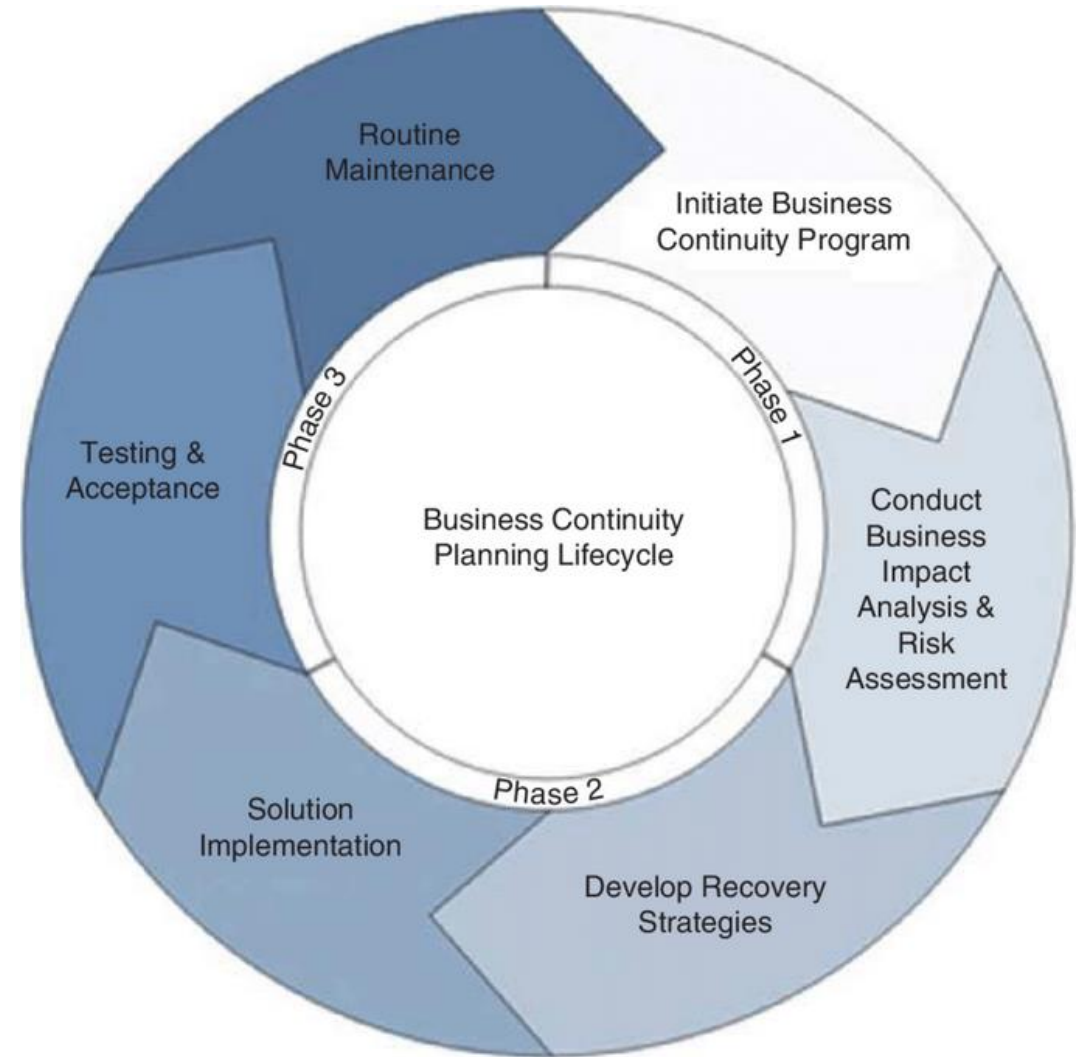 Routine
Maintenance
Initiate Business
Continuity Program
Phase 1
Conduct
Business
Impact
Analysis &
Risk
Assessment
Develop Recovery
Strategies
Phase 2
Solution
Implementation
Testing &
Acceptance
Phase 3
Business Continuity
Planning Lifecycle